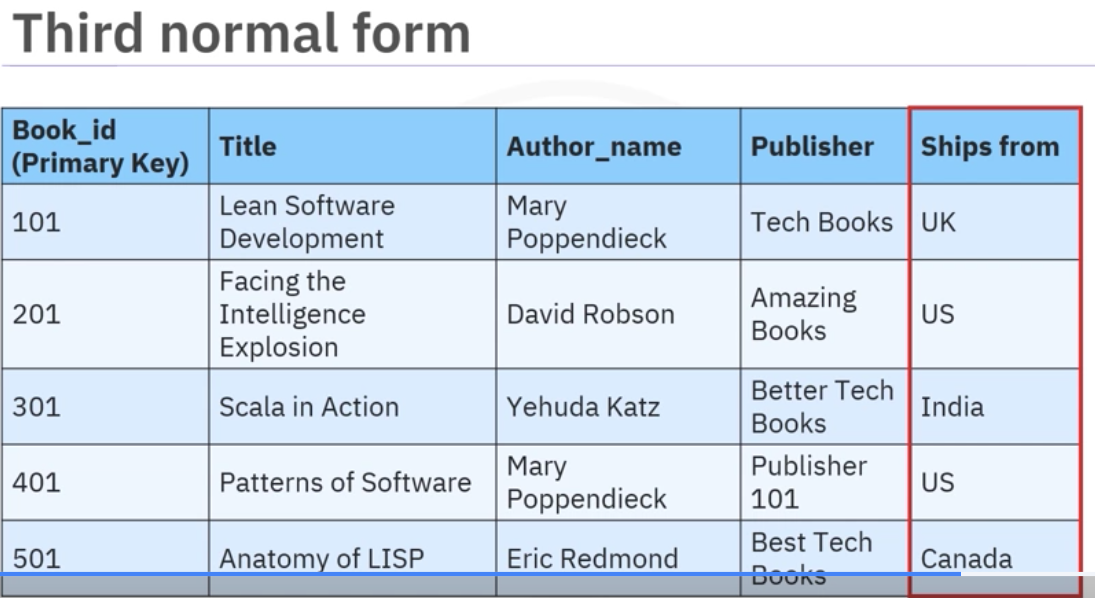 Third normal form
Book_id
(Primary Key)
Title
Author_name
Publisher
Ships from
101
Lean Software
Development
Mary
Poppendieck
Tech Books
UK
201
Facing the
Intelligence
Explosion
David Robson
Amazing
Books
US
301
Scala in Action
Yehuda Katz
Better Tech
Books
India
401
Patterns of Software
Mary
Poppendieck
Publisher
101
US
501
Anatomy of LISP
Eric Redmond
Best Tech
Books
Canada